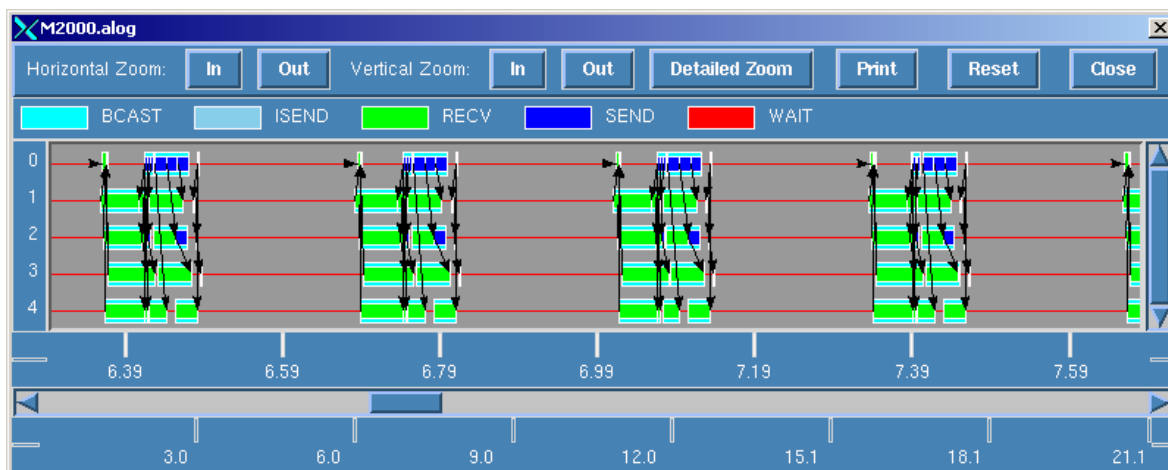 M2000.alog
Horizontal Zoom: In Out Vertical Zoom: In Out Detailed Zoom Print Reset Close
BCAST ISEND RECV SEND WAIT
0
1
2
3
4
6.39 6.59 6.79 6.99 7.19 7.39 7.59
3.0 6.0 9.0 12.0 15.1 18.1 21.1